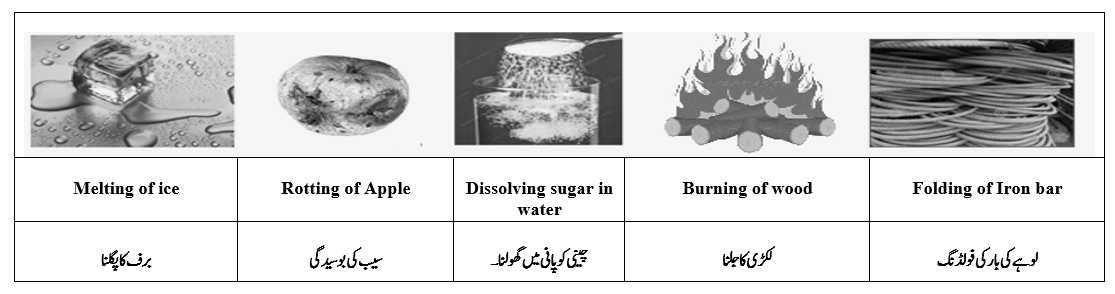 Melting of ice
Rotting of Apple
Dissolving sugar in
water
Burning of wood
Folding of Iron bar
برف کا پگلنا
سیب کی بوسیدگی
چینی کو پانی میں گھولنا۔
لکڑی کا جلنا
لوہے کی بار کی فولڈنگ